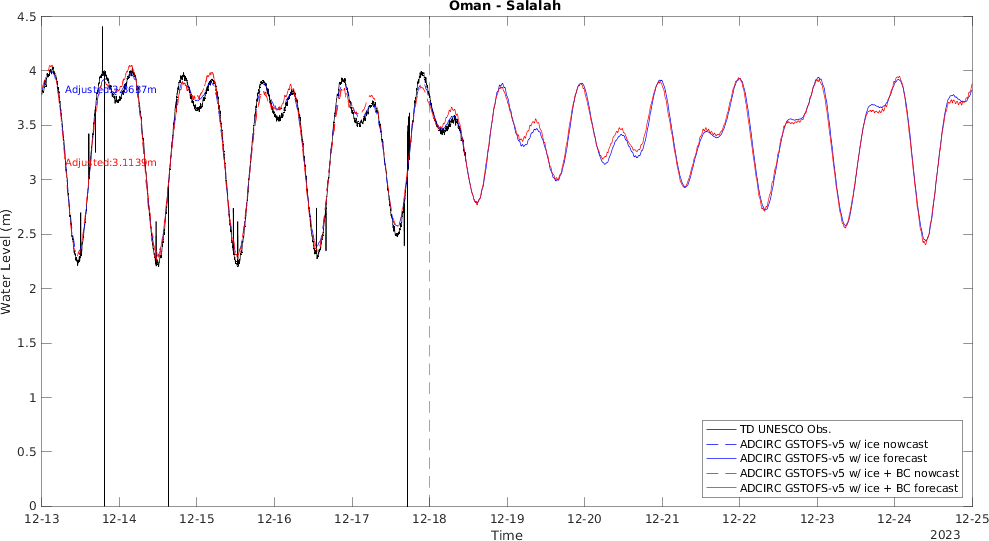 Oman - Salalah
4.5
4
3.5
3
2.5
2
1.5
1
0.5
0
Water Level (m)
Adjusted:3.1139m
TD UNESCO Obs.
ADCIRC GSTOFS-v5 w/ ice nowcast
ADCIRC GSTOFS-v5 w/ ice forecast
ADCIRC GSTOFS-v5 w/ ice + BC nowcast
ADCIRC GSTOFS-v5 w/ ice + BC forecast
12-13 12-14 12-15 12-16 12-17 12-18 12-19 12-20 12-21 12-22 12-23 12-24 12-25
Time
2023